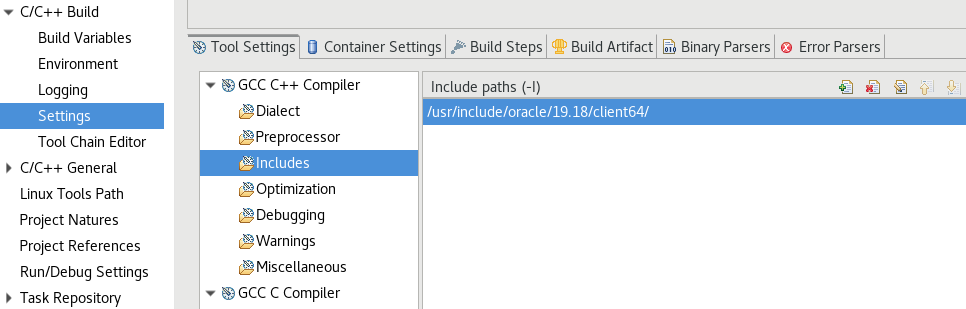 C/C++ Build
Build Variables
Environment
Logging
Settings
Tool Chain Editor
C/C++ General
Linux Tools Path
Project Natures
Project References
Run/Debug Settings
Task Repository
Tool Settings
Container Settings
Build Steps
Build Artifact
Binary Parsers
Error Parsers
GCC C++ Compiler
Dialect
Preprocessor
Includes
Optimization
Debugging
Warnings
Miscellaneous
GCC C Compiler
Include paths (-I)
/usr/include/oracle/19.18/client64/